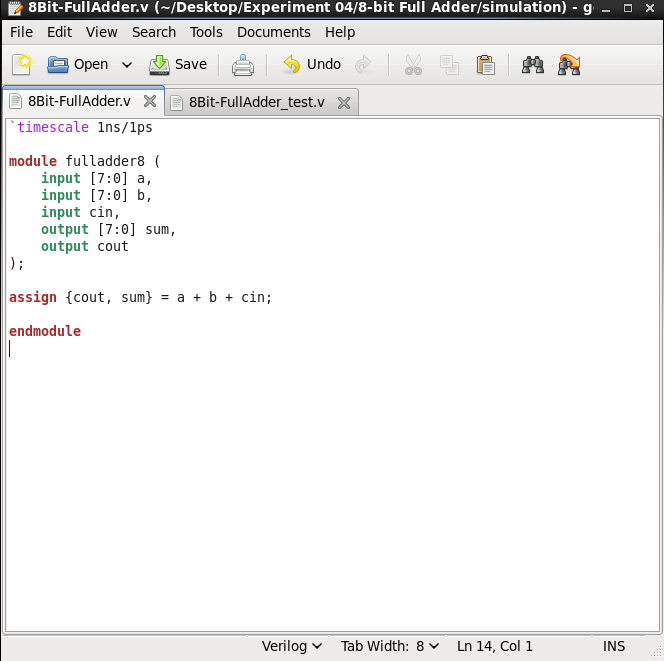 8Bit-FullAdder.v (~/Desktop/Experiment 04/8-bit Full Adder/simulation) - g
File Edit View Search Tools Documents Help
Open Save Undo
8Bit-FullAdder.v 8Bit-FullAdder_test.v
`timescale 1ns/1ps
module fulladder8 (
input [7:0] a,
input [7:0] b,
input cin,
output [7:0] sum,
output cout
);
assign {cout, sum} = a + b + cin;
endmodule
Verilog Tab Width: 8 Ln 14, Col 1 INS